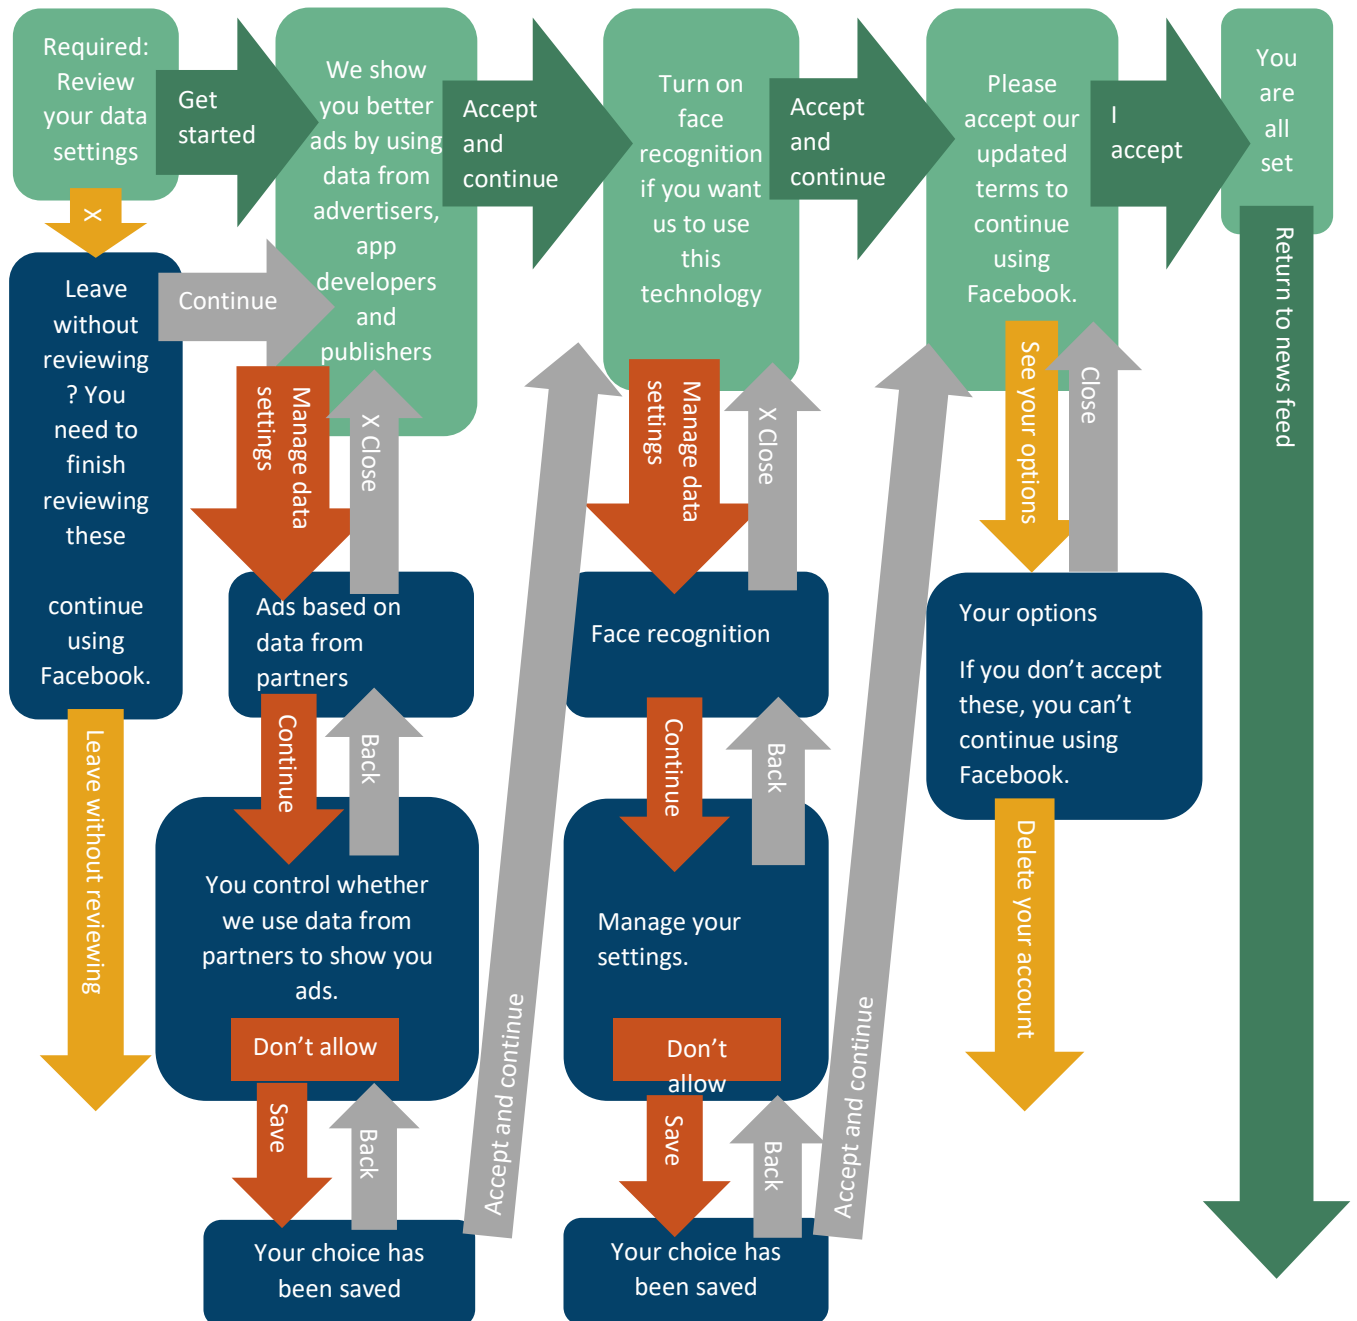 Required:
Review
your data
settings
Get
started
We show
you better
ads by using
data from
advertisers,
app
developers
and
publishers
Accept
and
continue
Turn on
face
recognition
if you want
us to use
this
technology
Accept
and
continue
Please
accept our
updated
terms to
continue
using
Facebook.
I
accept
You
are
all
set
X
Leave
without
reviewing
? You
need to
finish
reviewing
these
continue
using
Facebook.
Continue
Manage data
settings
X Close
Manage data
settings
X Close
See your options
Close
Return to news feed
Ads based on
data from
partners
Face recognition
Your options
If you don’t accept
these, you can’t
continue using
Facebook.
Leave without reviewing
Continue
Back
Continue
Back
Delete your account
You control whether
we use data from
partners to show you
ads.
Don’t allow
Manage your
settings.
Don’t
allow
Save
Back
Accept and continue
Save
Back
Accept and continue
Your choice has
been saved
Your choice has
been saved